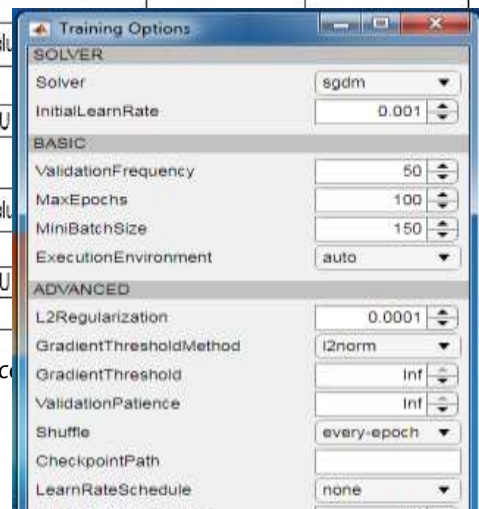 Training Options
SOLVER
Solver sgdm
InitialLearnRate 0.001
BASIC
ValidationFrequency 50
MaxEpochs 100
MiniBatchSize 150
ExecutionEnvironment auto
ADVANCED
L2Regularization 0.0001
GradientThresholdMethod l2norm
GradientThreshold Inf
ValidationPatience Inf
Shuffle every-epoch
CheckpointPath
LearnRateSchedule none